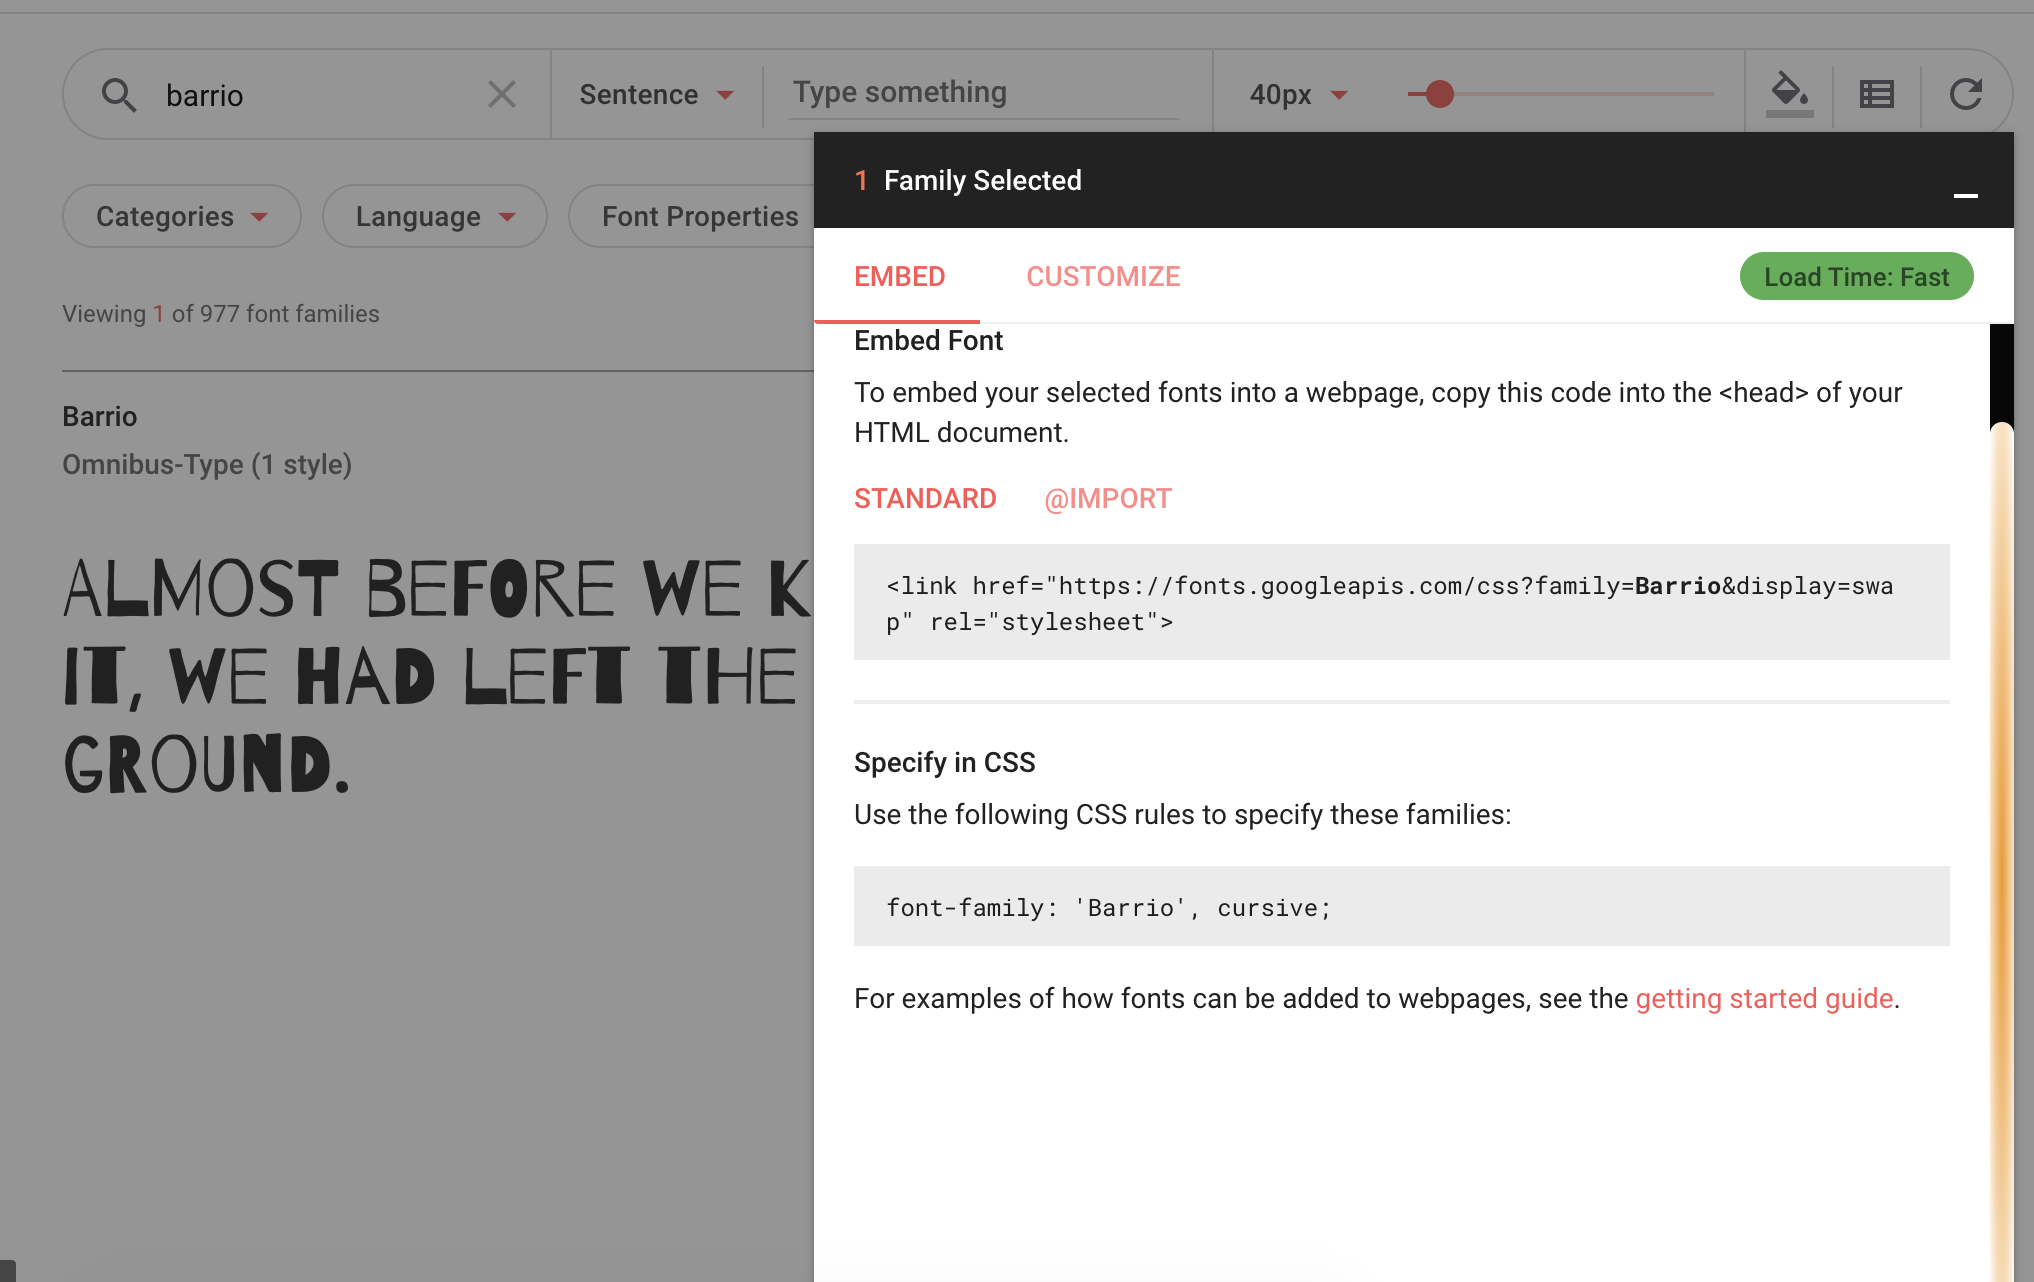 barrio
Sentence
Type something
40px
Categories
Language
Font Properties
Viewing 1 of 977 font families
Barrio
Omnibus-Type (1 style)
ALMOST BEFORE WE K
IT, WE HAD LEFT THE
GROUND.
1 Family Selected
EMBED
CUSTOMIZE
Load Time: Fast
Embed Font
To embed your selected fonts into a webpage, copy this code into the <head> of your
HTML document.
STANDARD
@IMPORT
<link href="https://fonts.googleapis.com/css?family=Barrio&display=swa
p" rel="stylesheet">
Specify in CSS
Use the following CSS rules to specify these families:
font-family: 'Barrio', cursive;
For examples of how fonts can be added to webpages, see the getting started guide.